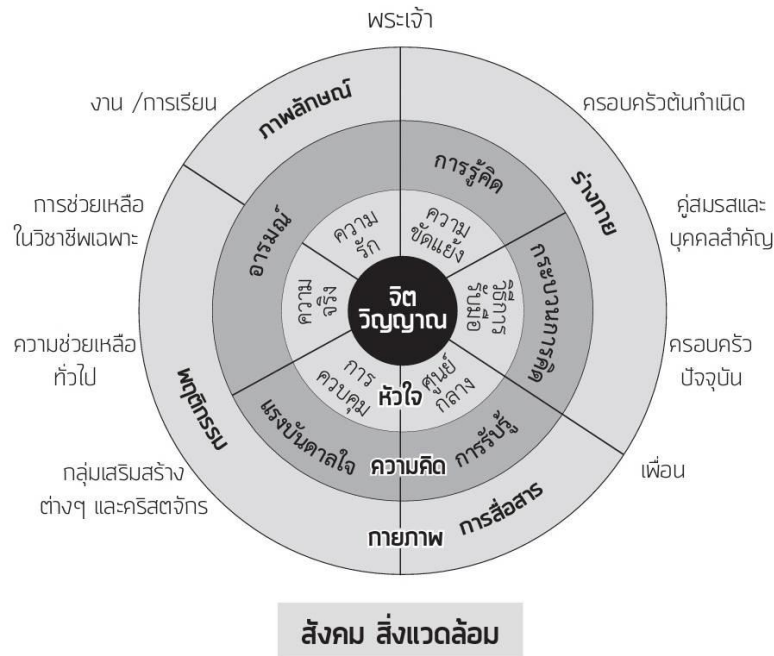 พระเจ้า
งาน /การเรียน
ภาพลักษณ์
ครอบครัวต้นกำเนิด
การรู้คิด
ร่างกาย
การช่วยเหลือ
ในวิชาชีพเฉพาะ
อารมณ์
ความ
รัก
ความ
ขัดแย้ง
คู่สมรสและ
บุคคลสำคัญ
กระบวนการคิด
ความ
จริง
จิต
วิญญาณ
วิธีการ
รับมือ
ความช่วยเหลือ
ทั่วไป
ครอบครัว
ปัจจุบัน
พฤติกรรม
การ
ควบคุม
หัวใจ
ศูนย์
กลาง
แรงบันดาลใจ
ความคิด
การรับรู้
กลุ่มเสริมสร้าง
ต่างๆ และคริสตจักร
เพื่อน
การสื่อสาร
กายภาพ
สังคม สิ่งแวดล้อม